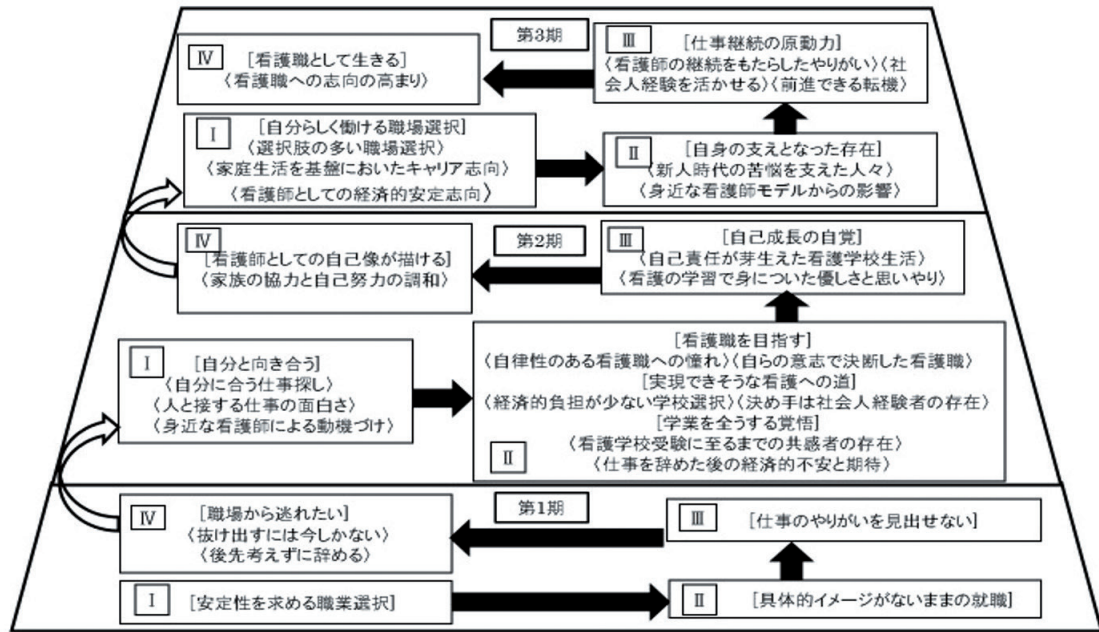 第3期
Ⅳ
[看護職として生きる]
〈看護職への志向の高まり〉
Ⅲ
[仕事継続の原動力]
〈看護師の継続をもたらしたやりがい〉〈社
会人経験を活かせる〉〈前進できる転機〉
Ⅰ
[自分らしく働ける職場選択]
〈選択肢の多い職場選択〉
〈家庭生活を基盤においたキャリア志向〉
〈看護師としての経済的安定志向〉
Ⅱ
[自身の支えとなった存在]
〈新人時代の苦悩を支えた人々〉
〈身近な看護師モデルからの影響〉
第2期
Ⅳ
[看護師としての自己像が描ける]
〈家族の協力と自己努力の調和〉
Ⅲ
[自己成長の自覚]
〈自己責任が芽生えた看護学校生活〉
〈看護の学習で身についた優しさと思いやり〉
Ⅰ
[自分と向き合う]
〈自分に合う仕事探し〉
〈人と接する仕事の面白さ〉
〈身近な看護師による動機づけ〉
[看護職を目指す]
〈自律性のある看護職への憧れ〉〈自らの意志で決断した看護職〉
[実現できそうな看護への道]
〈経済的負担が少ない学校選択〉〈決め手は社会人経験者の存在〉
[学業を全うする覚悟]
〈看護学校受験に至るまでの共感者の存在〉
Ⅱ
〈仕事を辞めた後の経済的不安と期待〉
第1期
Ⅳ
[職場から逃れたい]
〈抜け出すには今しかない〉
〈後先考えずに辞める〉
Ⅲ
[仕事のやりがいを見出せない]
Ⅰ
[安定性を求める職業選択]
Ⅱ
[具体的イメージがないままの就職]